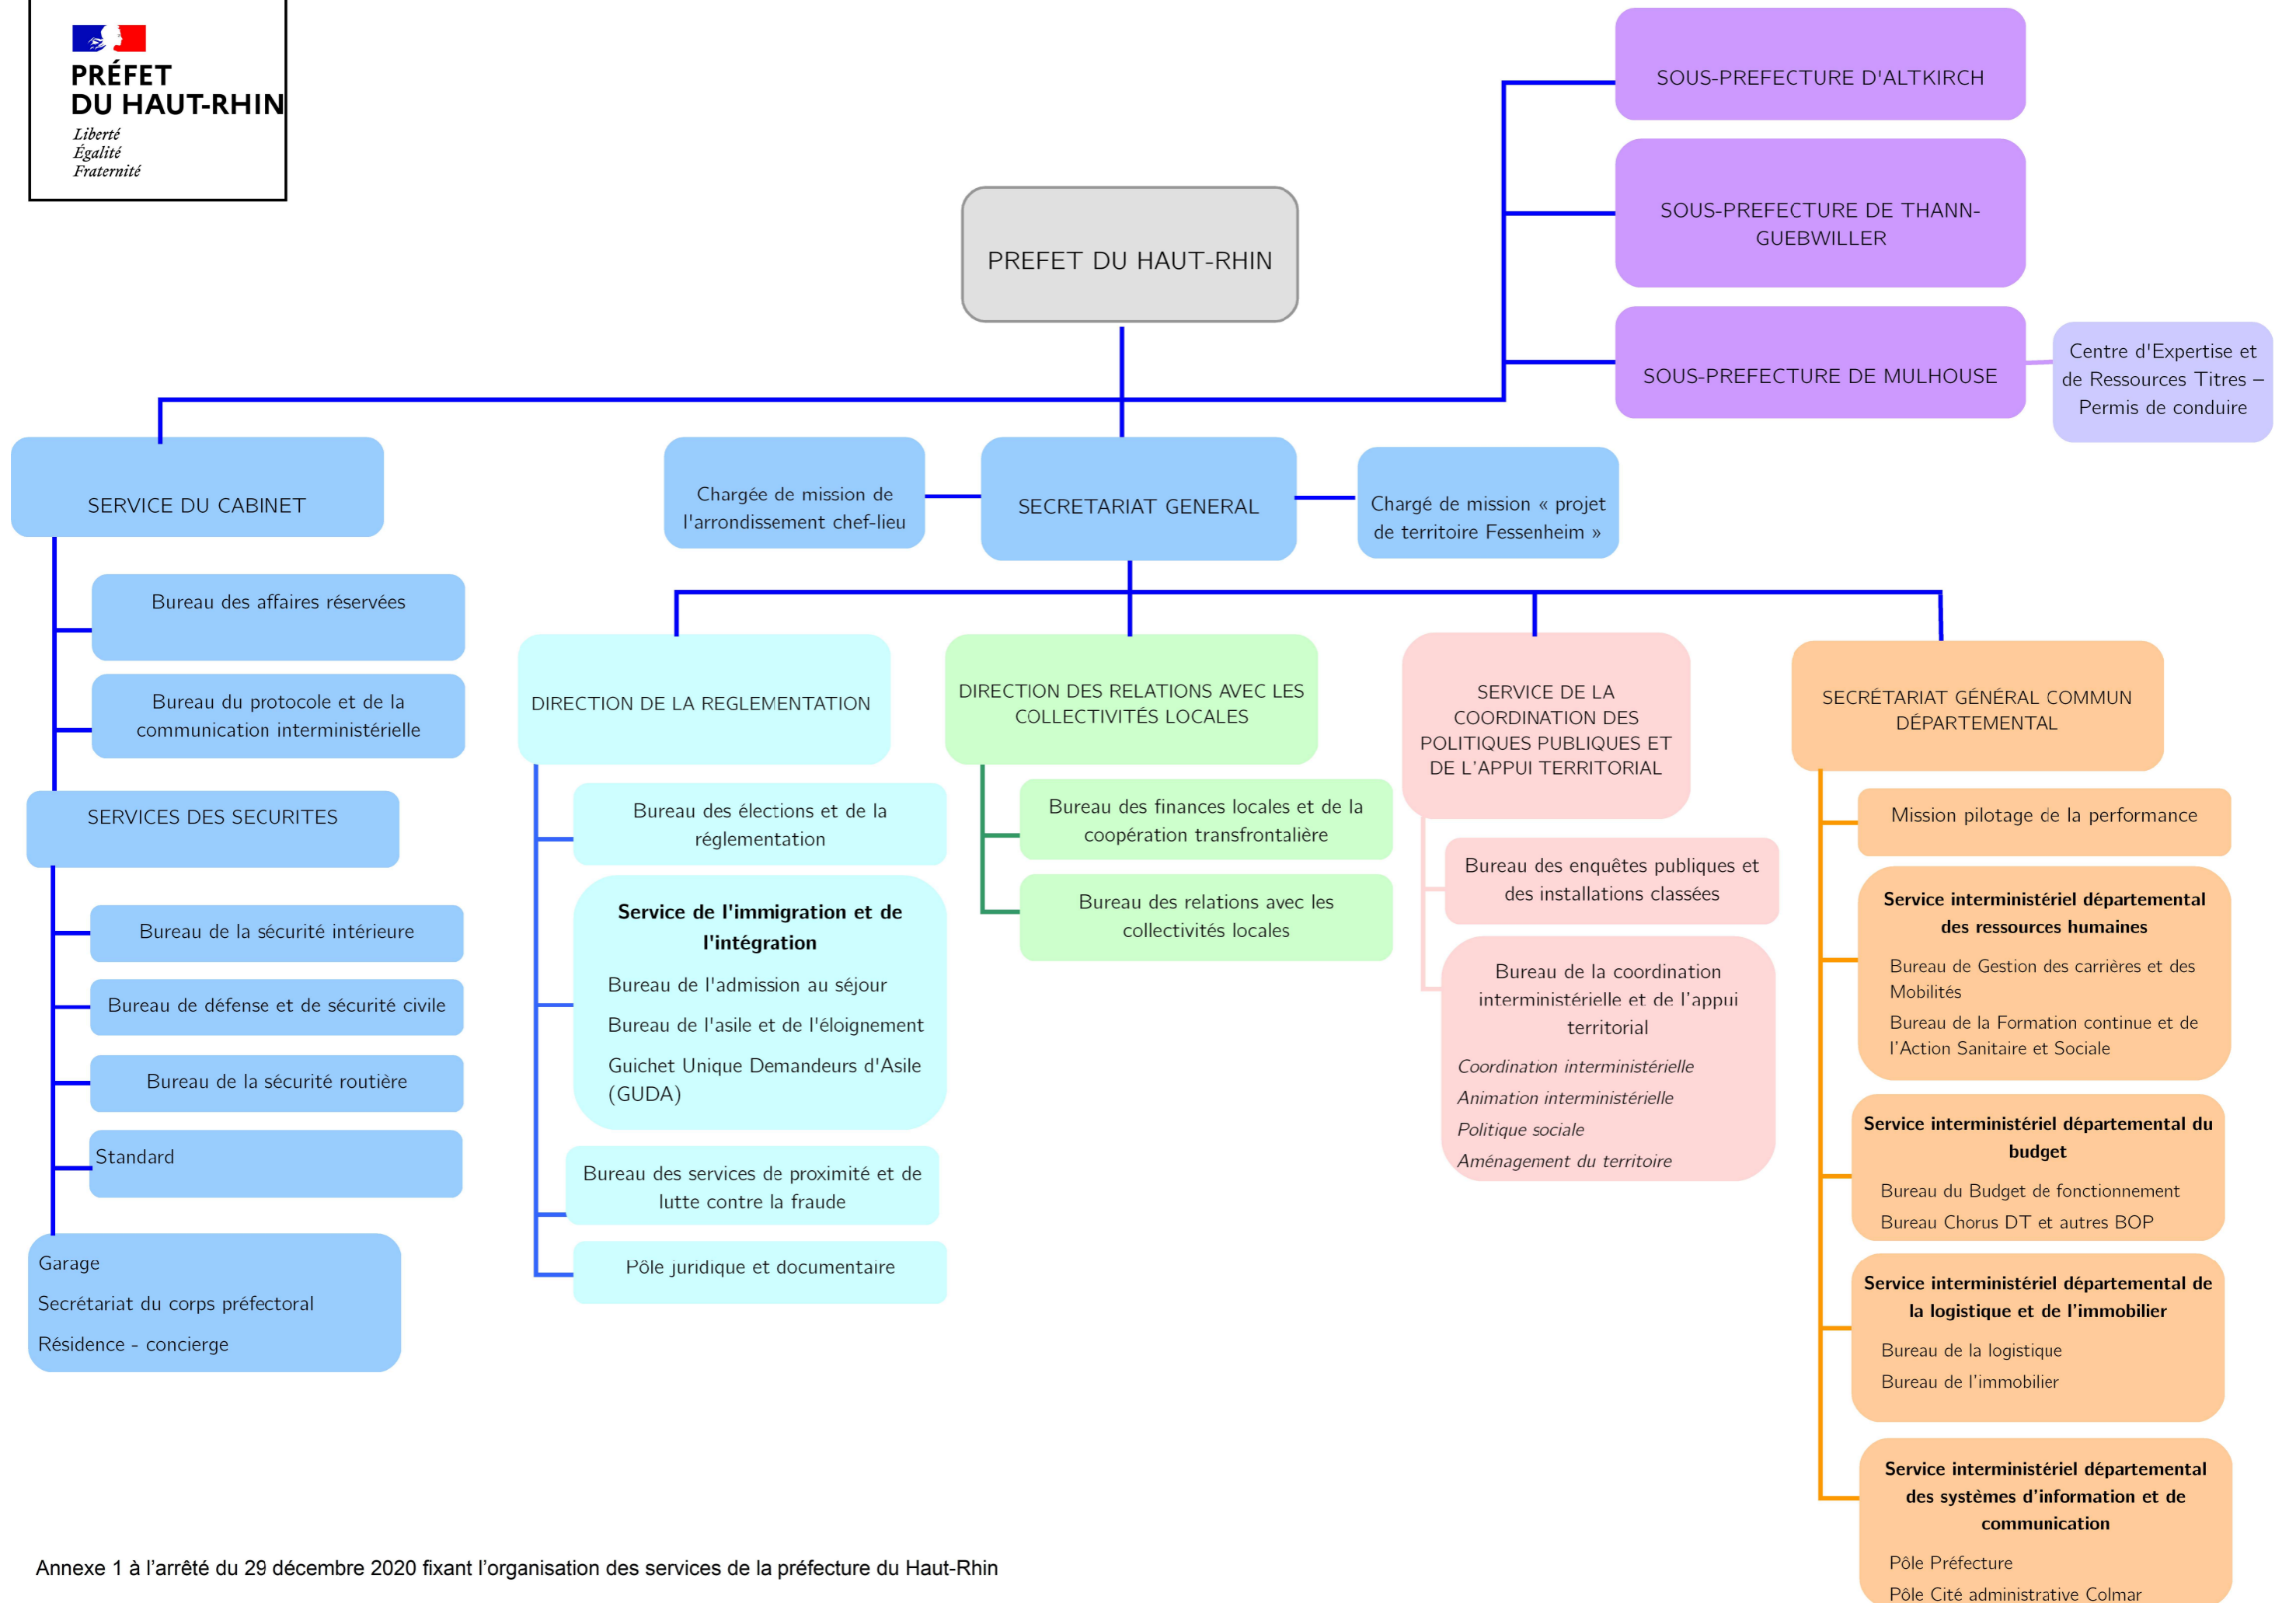 PRÉFET
DU HAUT-RHIN
Liberté
Égalité
Fraternité
SOUS-PREFECTURE D'ALTKIRCH
SOUS-PREFECTURE DE THANN-
GUEBWILLER
PREFET DU HAUT-RHIN
SOUS-PREFECTURE DE MULHOUSE
Centre d'Expertise et
de Ressources Titres –
Permis de conduire
SERVICE DU CABINET
Chargée de mission de
l'arrondissement chef-lieu
SECRETARIAT GENERAL
Chargé de mission « projet
de territoire Fessenheim »
Bureau des affaires réservées
Bureau du protocole et de la
communication interministérielle
SERVICES DES SECURITES
Bureau de la sécurité intérieure
Bureau de défense et de sécurité civile
Bureau de la sécurité routière
Standard
Garage
Secrétariat du corps préfectoral
Résidence - concierge
DIRECTION DE LA REGLEMENTATION
Bureau des élections et de la
réglementation
Service de l'immigration et de
l'intégration
Bureau de l'admission au séjour
Bureau de l'asile et de l'éloignement
Guichet Unique Demandeurs d'Asile
(GUDA)
Bureau des services de proximité et de
lutte contre la fraude
Pôle juridique et documentaire
DIRECTION DES RELATIONS AVEC LES
COLLECTIVITÉS LOCALES
Bureau des finances locales et de la
coopération transfrontalière
Bureau des relations avec les
collectivités locales
SERVICE DE LA
COORDINATION DES
POLITIQUES PUBLIQUES ET
DE L’APPUI TERRITORIAL
Bureau des enquêtes publiques et
des installations classées
Bureau de la coordination
interministérielle et de l’appui
territorial
Coordination interministérielle
Animation interministérielle
Politique sociale
Aménagement du territoire
SECRÉTARIAT GÉNÉRAL COMMUN
DÉPARTEMENTAL
Mission pilotage de la performance
Service interministériel départemental
des ressources humaines
Bureau de Gestion des carrières et des
Mobilités
Bureau de la Formation continue et de
l’Action Sanitaire et Sociale
Service interministériel départemental du
budget
Bureau du Budget de fonctionnement
Bureau Chorus DT et autres BOP
Service interministériel départemental de
la logistique et de l’immobilier
Bureau de la logistique
Bureau de l’immobilier
Service interministériel départemental
des systèmes d’information et de
communication
Pôle Préfecture
Pôle Cité administrative Colmar
Annexe 1 à l’arrêté du 29 décembre 2020 fixant l’organisation des services de la préfecture du Haut-Rhin